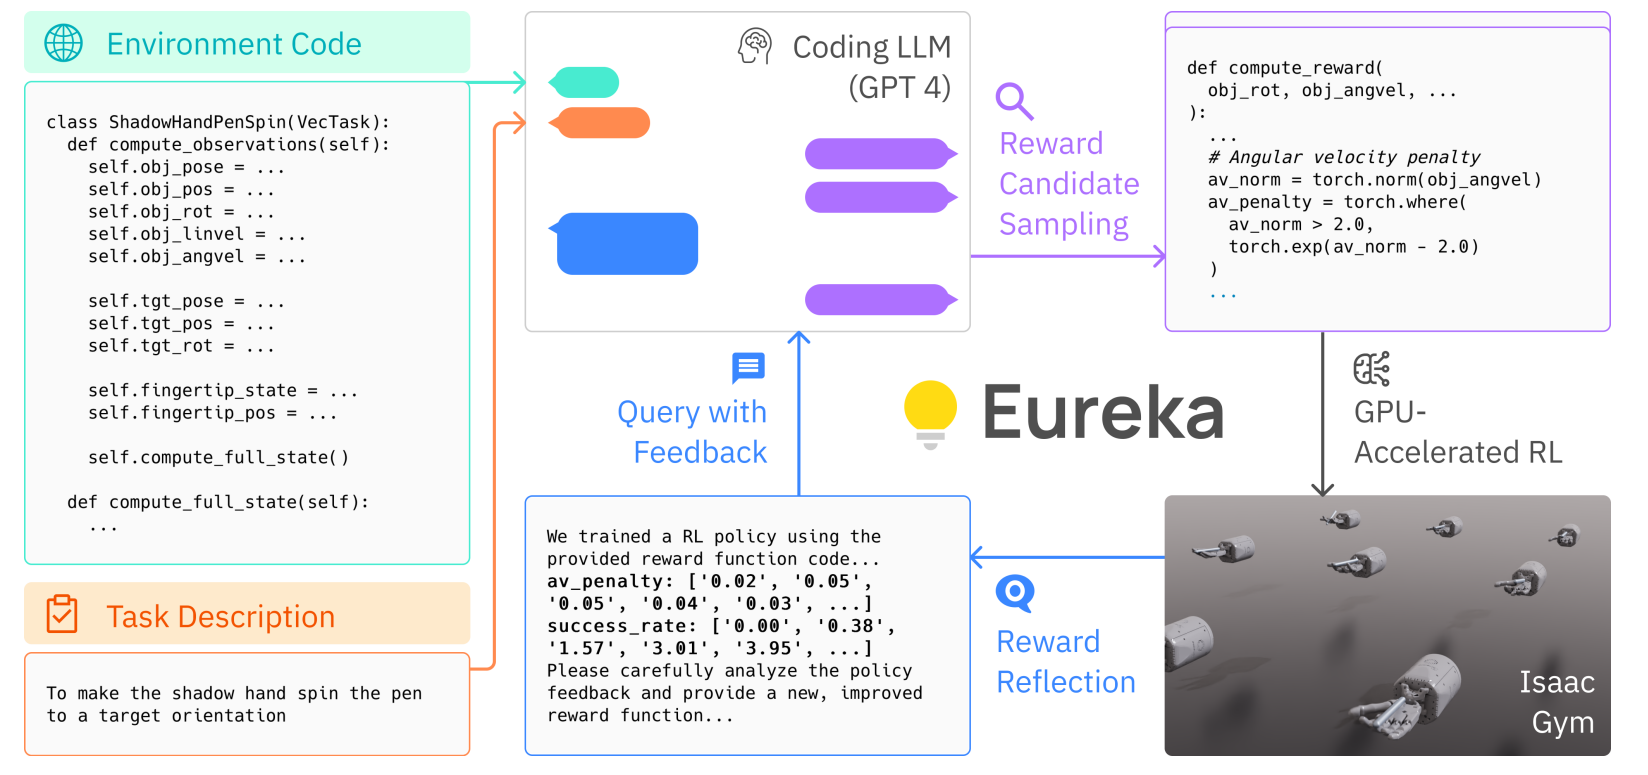 Environment Code
class ShadowHandPenSpin(VecTask):
  def compute_observations(self):
    self.obj_pose = ...
    self.obj_pos = ...
    self.obj_rot = ...
    self.obj_linvel = ...
    self.obj_angvel = ...
    self.tgt_pose = ...
    self.tgt_pos = ...
    self.tgt_rot = ...
    self.fingertip_state = ...
    self.fingertip_pos = ...
    self.compute_full_state()
  def compute_full_state(self):
    ...
Task Description
To make the shadow hand spin the pen
to a target orientation
Coding LLM
(GPT 4)
Reward
Candidate
Sampling
def compute_reward(
  obj_rot, obj_angvel, ...
):
  ...
  # Angular velocity penalty
  av_norm = torch.norm(obj_angvel)
  av_penalty = torch.where(
    av_norm > 2.0,
    torch.exp(av_norm - 2.0)
  )
  ...
Query with
Feedback
Eureka
GPU-
Accelerated RL
We trained a RL policy using the
provided reward function code...
av_penalty: ['0.02', '0.05',
'0.05', '0.04', '0.03', ...]
success_rate: ['0.00', '0.38',
'1.57', '3.01', '3.95', ...]
Please carefully analyze the policy
feedback and provide a new, improved
reward function...
Reward
Reflection
Isaac
Gym